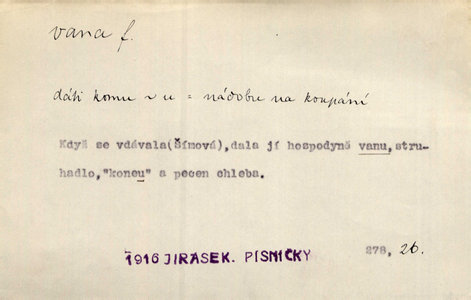 vana f.
dáti komu v u = nádobu na koupání
Když se vdávala(Šímová),dala jí hospodyně vanu,stru-
hadlo,"koneu" a pecen chleba.
1916 JIRASEK. PÍSNIČKY 278, 26.